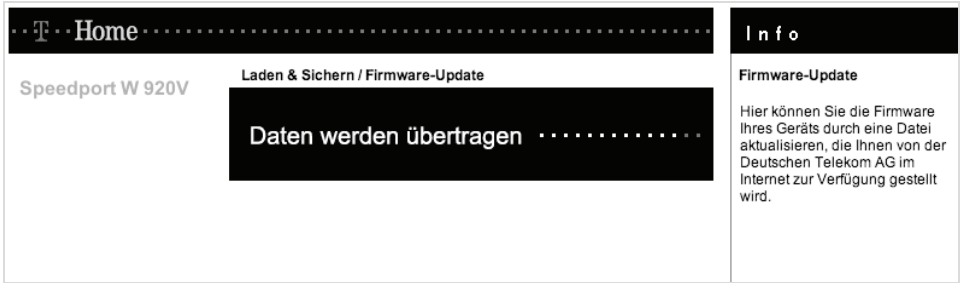 T Home
Info
Speedport W 920V
Laden & Sichern / Firmware-Update
Daten werden übertragen
Firmware-Update
Hier können Sie die Firmware
Ihres Geräts durch eine Datei
aktualisieren, die Ihnen von der
Deutschen Telekom AG im
Internet zur Verfügung gestellt
wird.